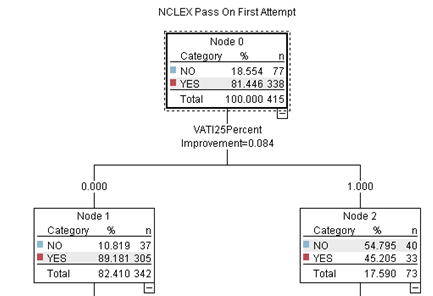 NCLEX Pass On First Attempt
Node 0
Category % n
NO 18.554 77
YES 81.446 338
Total 100.000 415
VATI25Percent
Improvement=0.084
0.000
1.000
Node 1
Category % n
NO 10.819 37
YES 89.181 305
Total 82.410 342
Node 2
Category % n
NO 54.795 40
YES 45.205 33
Total 17.590 73